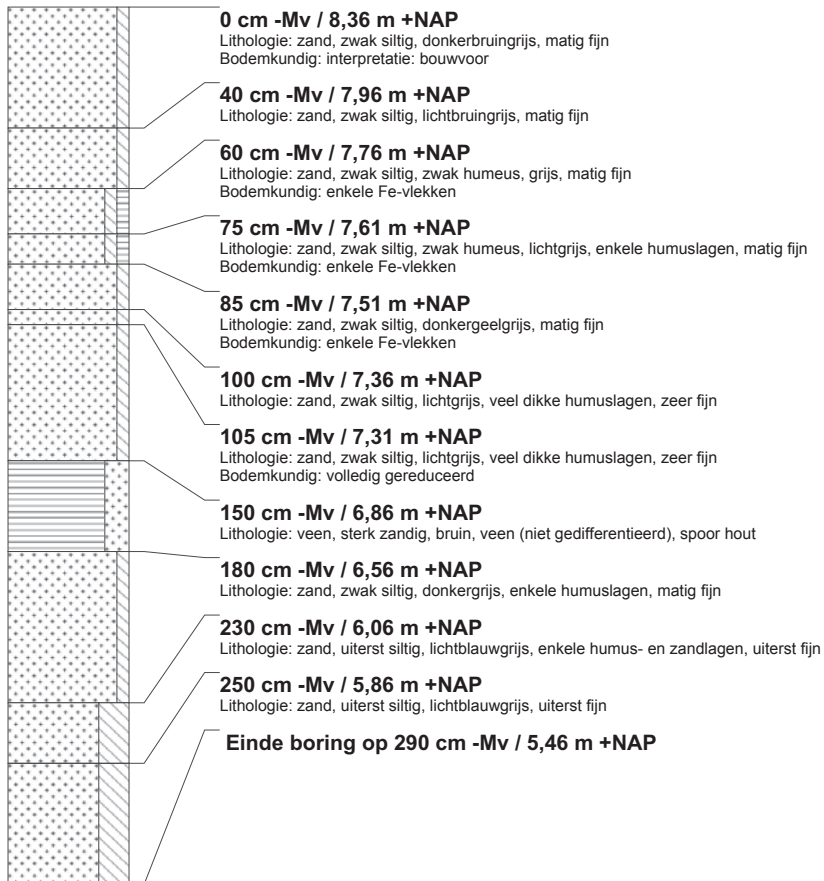 0 cm -Mv / 8,36 m +NAP
Lithologie: zand, zwak siltig, donkerbruingrijs, matig fijn
Bodemkundig: interpretatie: bouwvoor
40 cm -Mv / 7,96 m +NAP
Lithologie: zand, zwak siltig, lichtbruingrijs, matig fijn
60 cm -Mv / 7,76 m +NAP
Lithologie: zand, zwak siltig, zwak humeus, grijs, matig fijn
Bodemkundig: enkele Fe-vlekken
75 cm -Mv / 7,61 m +NAP
Lithologie: zand, zwak siltig, zwak humeus, lichtgrijs, enkele humuslagen, matig fijn
Bodemkundig: enkele Fe-vlekken
85 cm -Mv / 7,51 m +NAP
Lithologie: zand, zwak siltig, donkergeelgrijs, matig fijn
Bodemkundig: enkele Fe-vlekken
100 cm -Mv / 7,36 m +NAP
Lithologie: zand, zwak siltig, lichtgrijs, veel dikke humuslagen, zeer fijn
105 cm -Mv / 7,31 m +NAP
Lithologie: zand, zwak siltig, lichtgrijs, veel dikke humuslagen, zeer fijn
Bodemkundig: volledig gereduceerd
150 cm -Mv / 6,86 m +NAP
Lithologie: veen, sterk zandig, bruin, veen (niet gedifferentieerd), spoor hout
180 cm -Mv / 6,56 m +NAP
Lithologie: zand, zwak siltig, donkergrijs, enkele humuslagen, matig fijn
230 cm -Mv / 6,06 m +NAP
Lithologie: zand, uiterst siltig, lichtblauwgrijs, enkele humus- en zandlagen, uiterst fijn
250 cm -Mv / 5,86 m +NAP
Lithologie: zand, uiterst siltig, lichtblauwgrijs, uiterst fijn
Einde boring op 290 cm -Mv / 5,46 m +NAP